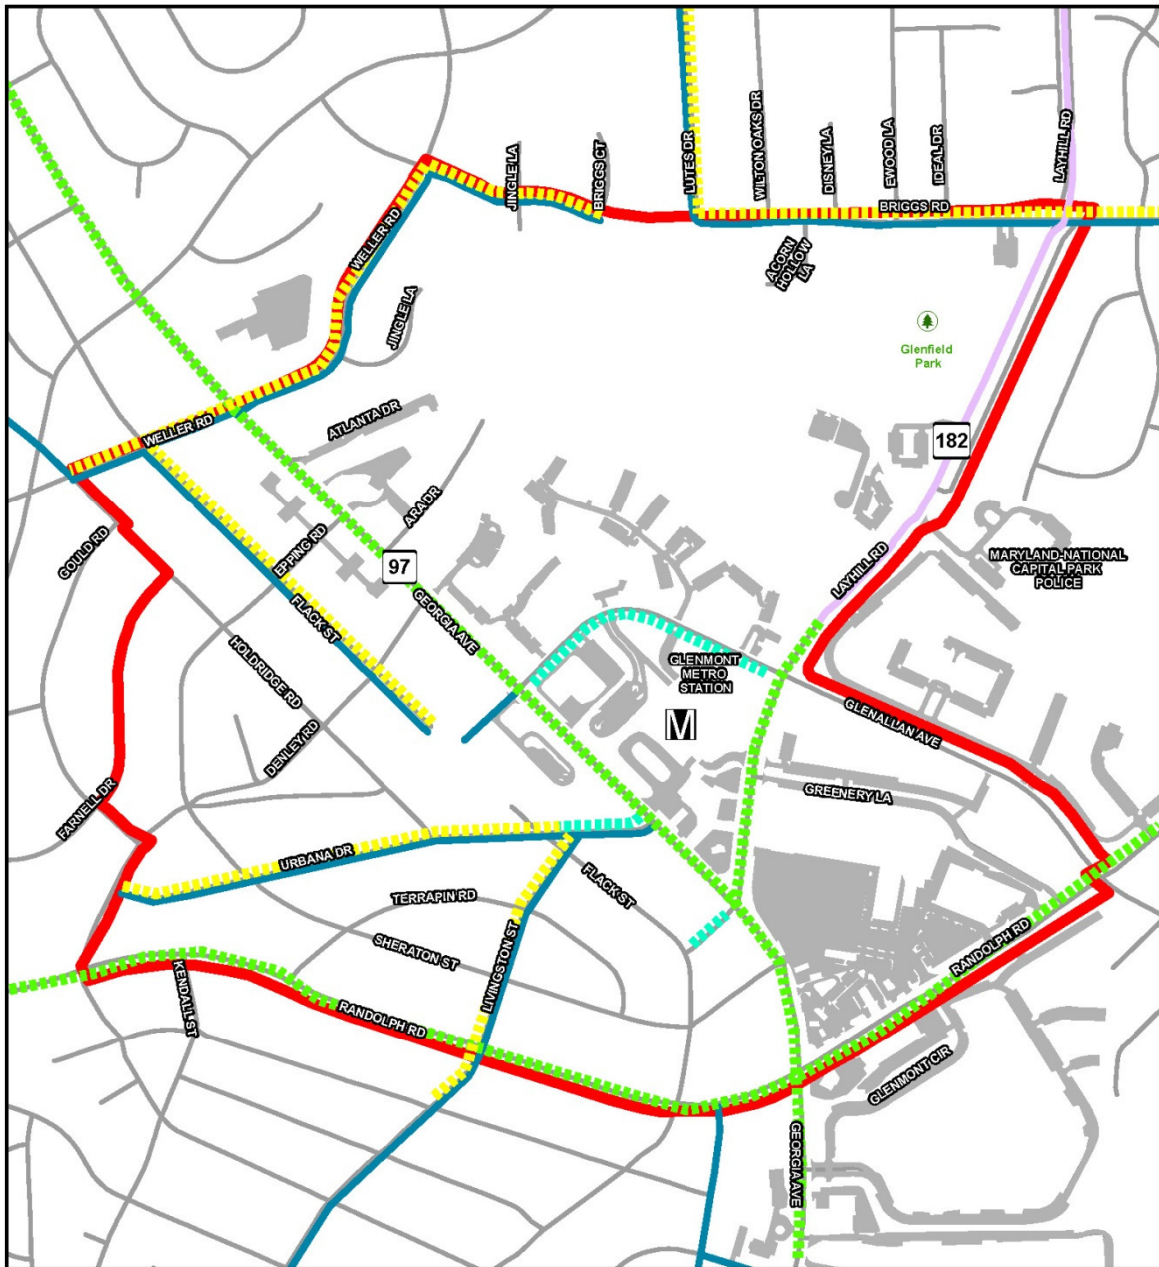 JINGLE LA
BRIGGS CT
LUTES DR
WILTON OAKS DR
DISNEY LA
EWOOD LA
IDEAL DR
LAYHILL RD
BRIGGS RD
WELLER RD
ACORN
HOLLOW
LA
JINGLE LA
Glenfield
Park
ATLANTA DR
WELLER RD
182
GOULD RD
ARA DR
EPPING RD
97
FLACK ST
GEORGIA AVE
LAYHILL RD
MARYLAND-NATIONAL
CAPITAL PARK
POLICE
HOLDRIDGE RD
GLENMONT
METRO
STATION
M
GLENALLAN AVE
DENLEY RD
FARNELL DR
GREENERY LA
URBANA DR
FLACK ST
TERRAPIN RD
SHERATON ST
LIVINGSTON ST
RANDOLPH RD
KENDALL ST
RANDOLPH RD
GLENMONT CIR
GEORGIA AVE